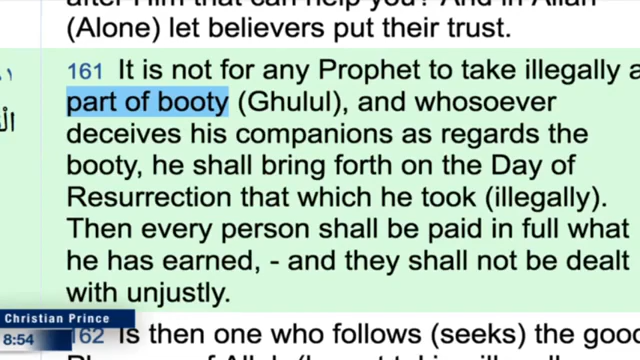 after Him that can help you? And in Allah
(Alone) let believers put their trust.
161 It is not for any Prophet to take illegally a
part of booty (Ghulul), and whosoever
deceives his companions as regards the
booty, he shall bring forth on the Day of
Resurrection that which he took (illegally).
Then every person shall be paid in full what
he has earned, - and they shall not be dealt
with unjustly.
Christian Prince
8:54
162 Is then one who follows (seeks) the good